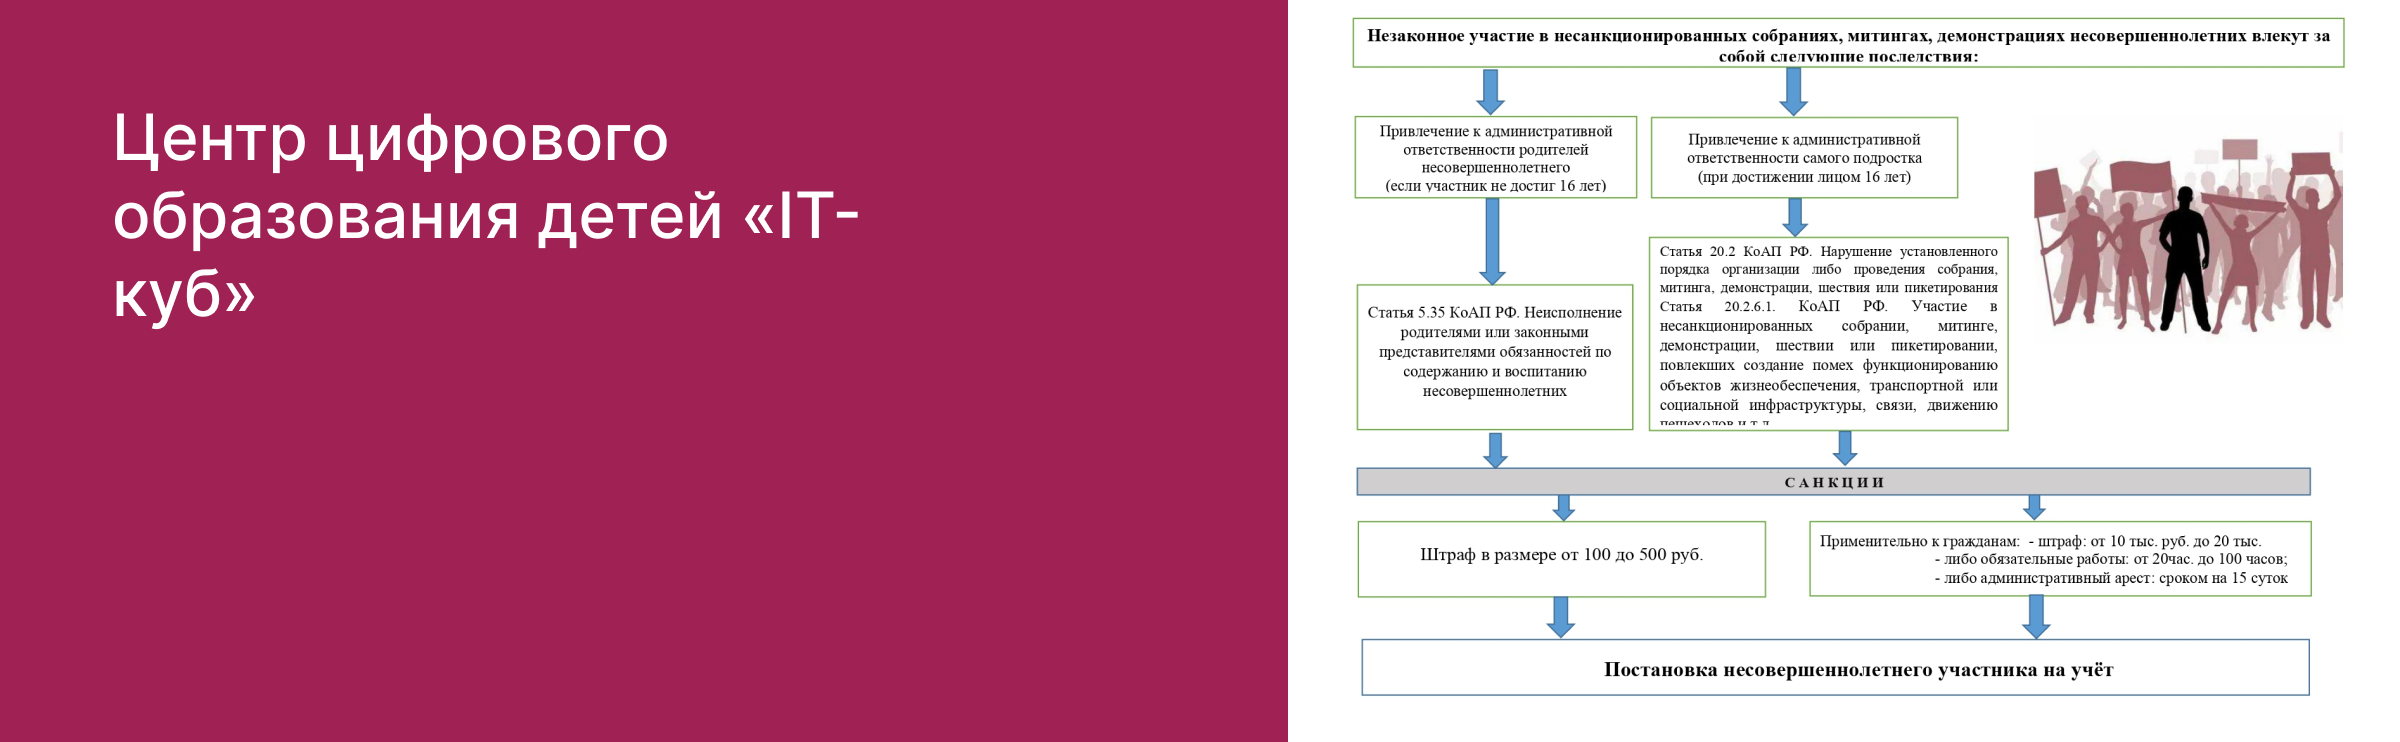 Центр цифрового
образования детей «IT-
куб»
Незаконное участие в несанкционированных собраниях, митингах, демонстрациях несовершеннолетних влекут за
собой следующие последствия:
Привлечение к административной
ответственности родителей
несовершеннолетнего
(если участник не достиг 16 лет)
Привлечение к административной
ответственности самого подростка
(при достижении лицом 16 лет)
Статья 5.35 КоАП РФ. Неисполнение
родителями или законными
представителями обязанностей по
содержанию и воспитанию
несовершеннолетних
Статья 20.2 КоАП РФ. Нарушение установленного
порядка организации либо проведения собрания,
митинга, демонстрации, шествия или пикетирования
Статья 20.2.6.1. КоАП РФ. Участие в
несанкционированных собрании, митинге,
демонстрации, шествии или пикетировании,
повлекших создание помех функционированию
объектов жизнеобеспечения, транспортной или
социальной инфраструктуры, связи, движению
пешеходов и т.д.
САНКЦИИ
Штраф в размере от 100 до 500 руб.
Применительно к гражданам: - штраф: от 10 тыс. руб. до 20 тыс.
- либо обязательные работы: от 20час. до 100 часов;
- либо административный арест: сроком на 15 суток
Постановка несовершеннолетнего участника на учёт